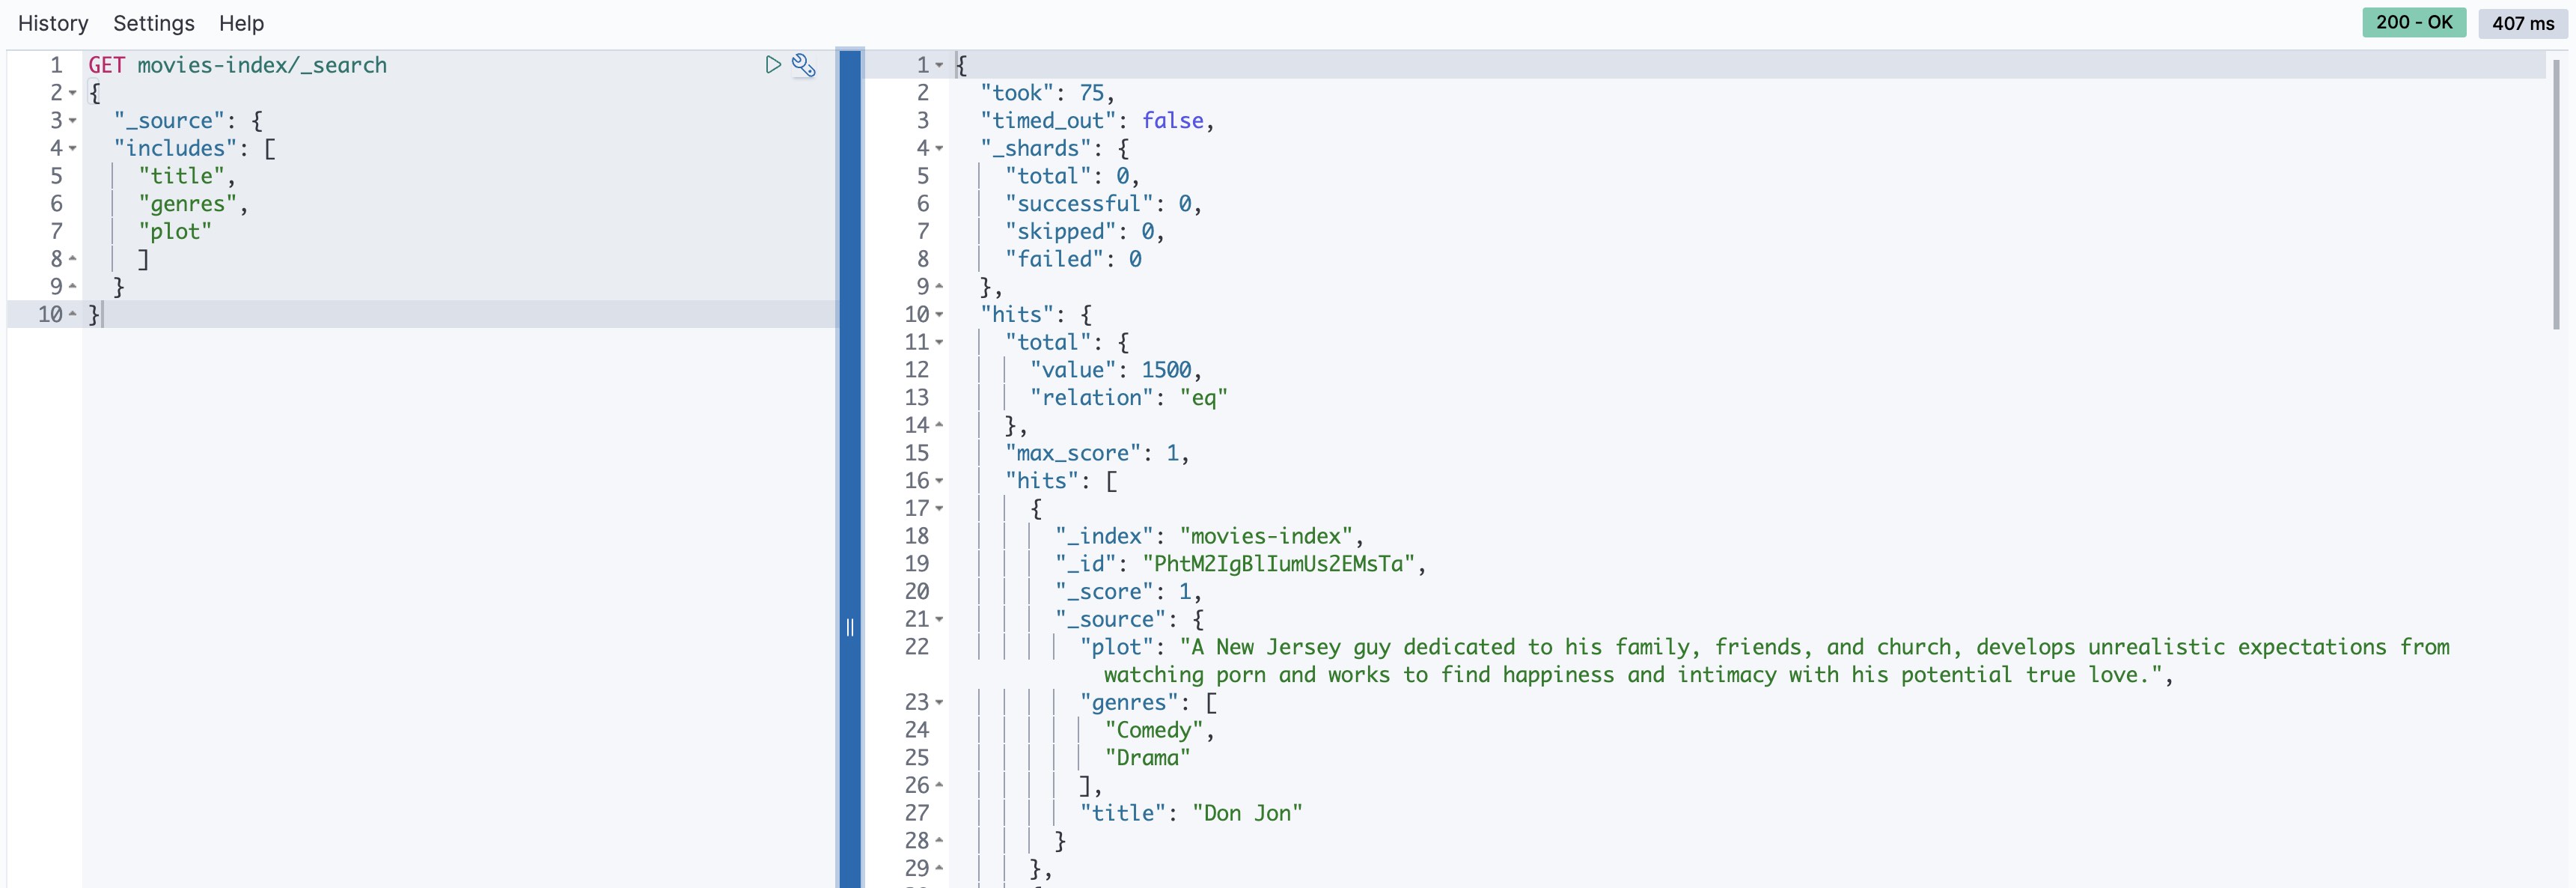 History Settings Help
200 - OK 407 ms
1 GET movies-index/_search
2 {
3 "_source": {
4 "includes": [
5 "title",
6 "genres",
7 "plot"
8 ]
9 }
10 }
1 {
2 "took": 75,
3 "timed_out": false,
4 "_shards": {
5 "total": 0,
6 "successful": 0,
7 "skipped": 0,
8 "failed": 0
9 },
10 "hits": {
11 "total": {
12 "value": 1500,
13 "relation": "eq"
14 },
15 "max_score": 1,
16 "hits": [
17 {
18 "_index": "movies-index",
19 "_id": "PhtM2IgBlIumUs2EMsTa",
20 "_score": 1,
21 "_source": {
22 "plot": "A New Jersey guy dedicated to his family, friends, and church, develops unrealistic expectations from
watching porn and works to find happiness and intimacy with his potential true love.",
23 "genres": [
24 "Comedy",
25 "Drama"
26 ],
27 "title": "Don Jon"
28 }
29 },